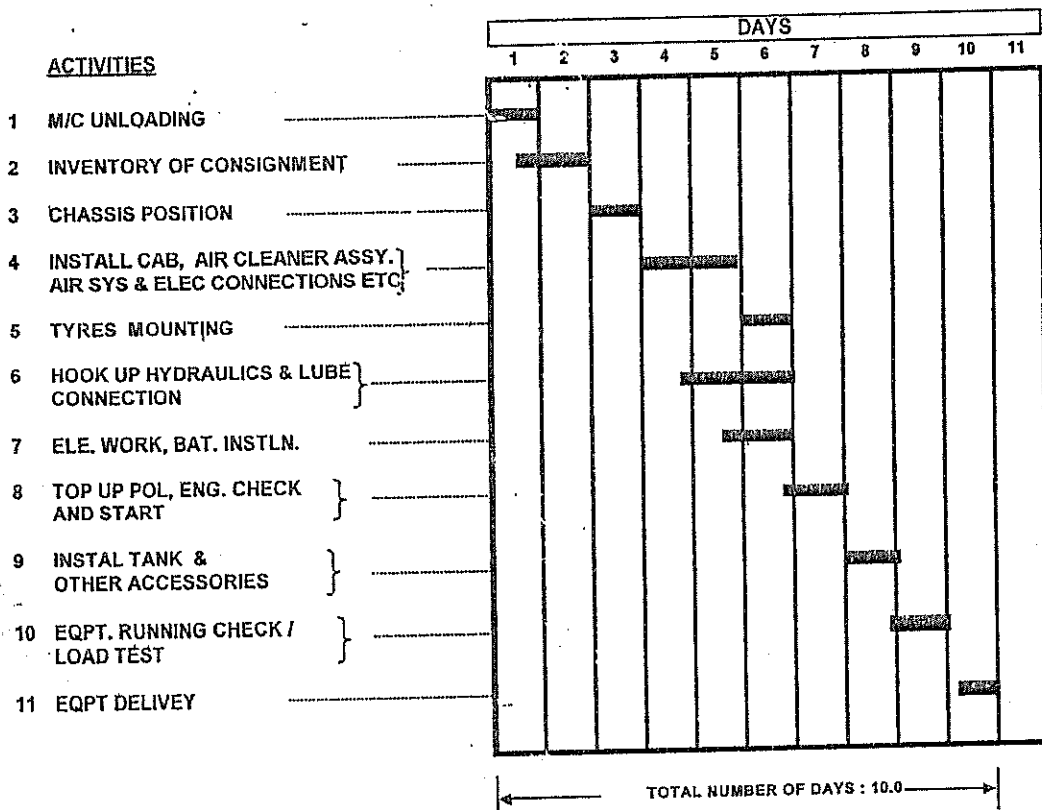 DAYS
1 2 3 4 5 6 7 8 9 10 11
ACTIVITIES
1 M/C UNLOADING
2 INVENTORY OF CONSIGNMENT
3 CHASSIS POSITION
4 INSTALL CAB, AIR CLEANER ASSY.
AIR SYS & ELEC CONNECTIONS ETC
5 TYRES MOUNTING
6 HOOK UP HYDRAULICS & LUBE
CONNECTION
7 ELE. WORK, BAT. INSTLN.
8 TOP UP POL, ENG. CHECK
AND START
9 INSTAL TANK &
OTHER ACCESSORIES
10 EQPT. RUNNING CHECK /
LOAD TEST
11 EQPT DELIVEY
TOTAL NUMBER OF DAYS : 10.0